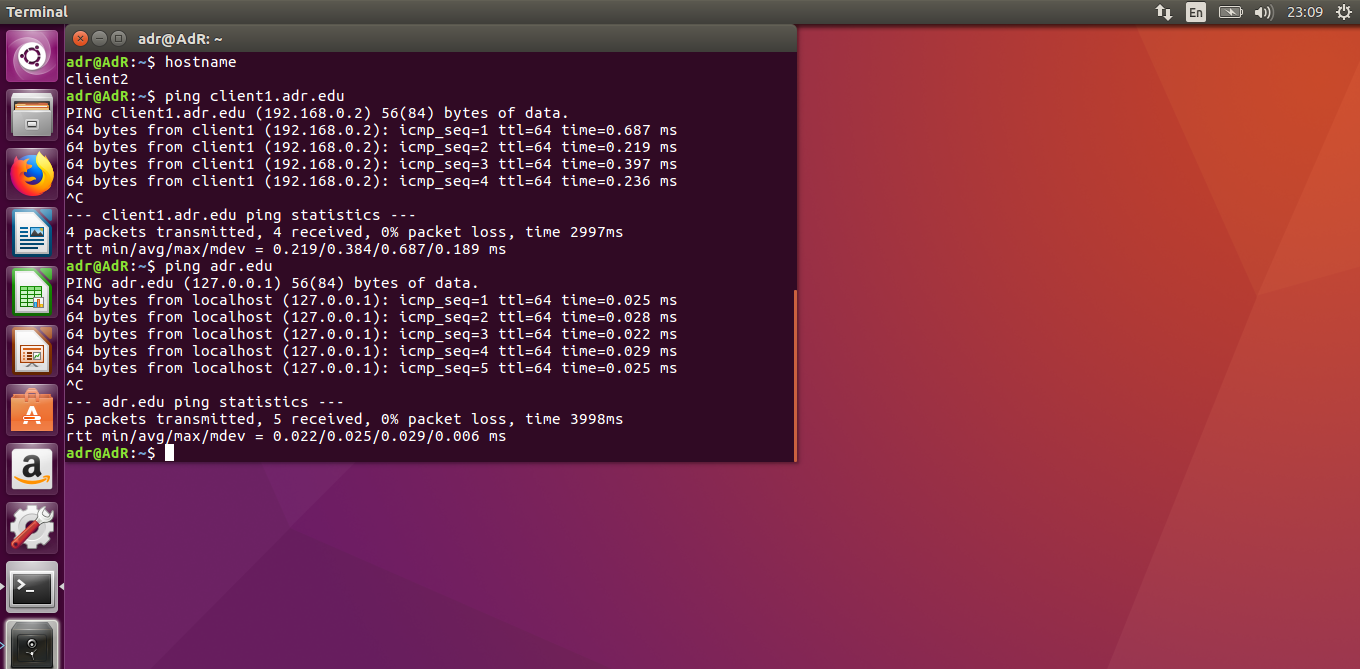 Terminal
En
23:09
adr@AdR: ~
adr@AdR:~$ hostname
client2
adr@AdR:~$ ping client1.adr.edu
PING client1.adr.edu (192.168.0.2) 56(84) bytes of data.
64 bytes from client1 (192.168.0.2): icmp_seq=1 ttl=64 time=0.687 ms
64 bytes from client1 (192.168.0.2): icmp_seq=2 ttl=64 time=0.219 ms
64 bytes from client1 (192.168.0.2): icmp_seq=3 ttl=64 time=0.397 ms
64 bytes from client1 (192.168.0.2): icmp_seq=4 ttl=64 time=0.236 ms
^C
--- client1.adr.edu ping statistics ---
4 packets transmitted, 4 received, 0% packet loss, time 2997ms
rtt min/avg/max/mdev = 0.219/0.384/0.687/0.189 ms
adr@AdR:~$ ping adr.edu
PING adr.edu (127.0.0.1) 56(84) bytes of data.
64 bytes from localhost (127.0.0.1): icmp_seq=1 ttl=64 time=0.025 ms
64 bytes from localhost (127.0.0.1): icmp_seq=2 ttl=64 time=0.028 ms
64 bytes from localhost (127.0.0.1): icmp_seq=3 ttl=64 time=0.022 ms
64 bytes from localhost (127.0.0.1): icmp_seq=4 ttl=64 time=0.029 ms
64 bytes from localhost (127.0.0.1): icmp_seq=5 ttl=64 time=0.025 ms
^C
--- adr.edu ping statistics ---
5 packets transmitted, 5 received, 0% packet loss, time 3998ms
rtt min/avg/max/mdev = 0.022/0.025/0.029/0.006 ms
adr@AdR:~$